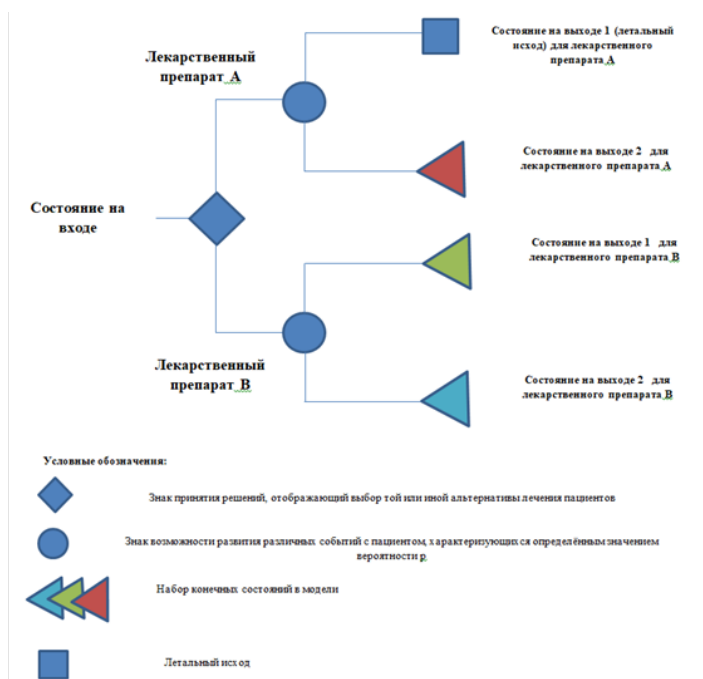 Состояние на выходе 1 (летальный
исход) для лекарственного
препарата А
Лекарственный
препарат А
Состояние на выходе 2 для
лекарственного препарата А
Состояние на
входе
Состояние на выходе 1 для
лекарственного препарата В
Лекарственный
препарат В
Состояние на выходе 2 для
лекарственного препарата В
Условные обозначения:
Знак принятия решений, отображающий выбор той или иной альтернативы лечения пациентов
Знак возможности развития различных событий с пациентом, характеризующихся определённым значением
вероятности р
Набор конечных состояний в модели
Летальный исход